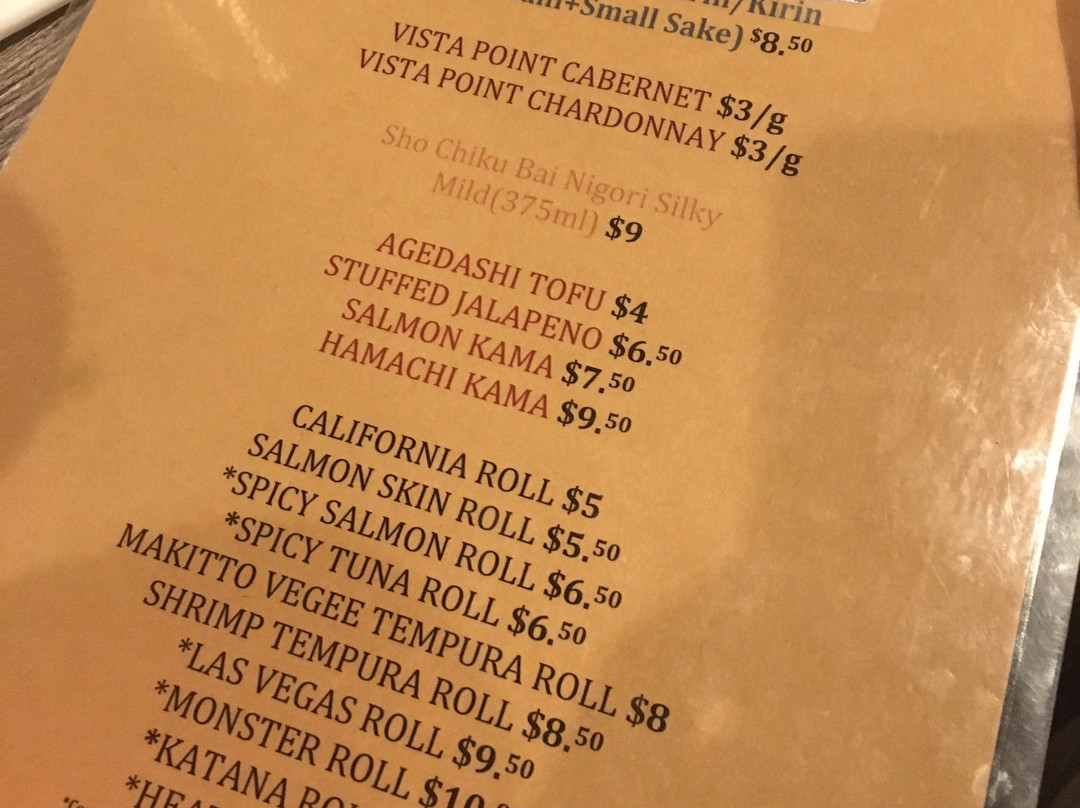 Kirin
+Small Sake) $8.50
VISTA POINT CABERNET $3/g
VISTA POINT CHARDONNAY $3/g
Sho Chiku Bai Nigori Silky
Mild(375ml) $9
AGEDASHI TOFU $4
STUFFED JALAPENO $6.50
SALMON KAMA $7.50
HAMACHI KAMA $9.50
CALIFORNIA ROLL $5
SALMON SKIN ROLL $5.50
*SPICY SALMON ROLL $6.50
*SPICY TUNA ROLL $6.50
MAKITTO VEGEE TEMPURA ROLL $8
SHRIMP TEMPURA ROLL $8.50
*LAS VEGAS ROLL $9.50
*MONSTER ROLL $10
*KATANA